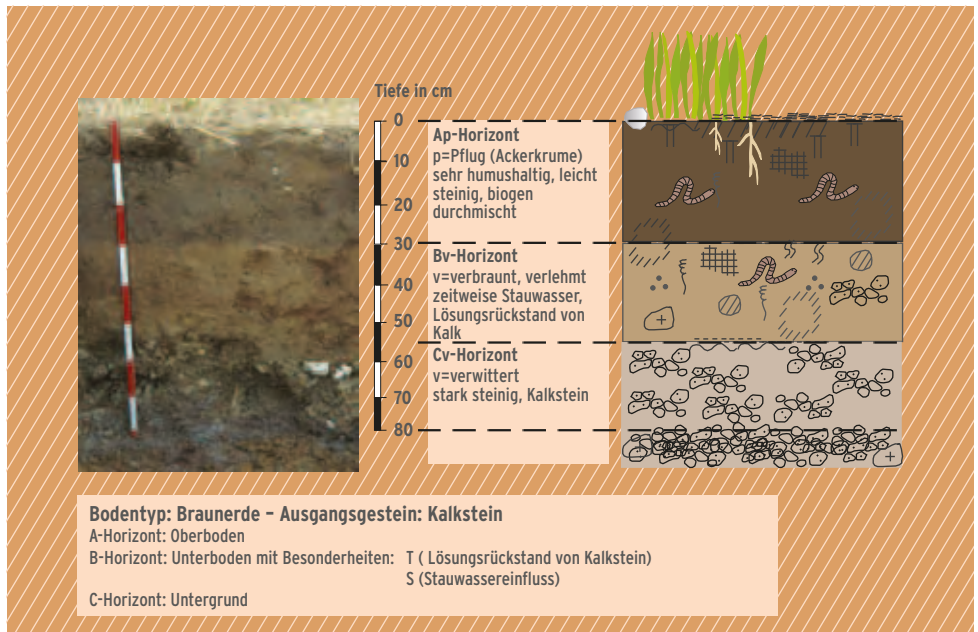 Tiefe in cm
0
10
20
30
40
50
60
70
80
Ap-Horizont
p=Pflug (Ackerkrume)
sehr humushaltig, leicht
steinig, biogen
durchmischt
Bv-Horizont
v=verbraunt, verlehmt
zeitweise Stauwasser,
Lösungsrückstand von
Kalk
Cv-Horizont
v=verwittert
stark steinig, Kalkstein
Bodentyp: Braunerde – Ausgangsgestein: Kalkstein
A-Horizont: Oberboden
B-Horizont: Unterboden mit Besonderheiten: T ( Lösungsrückstand von Kalkstein)
S (Stauwassereinfluss)
C-Horizont: Untergrund